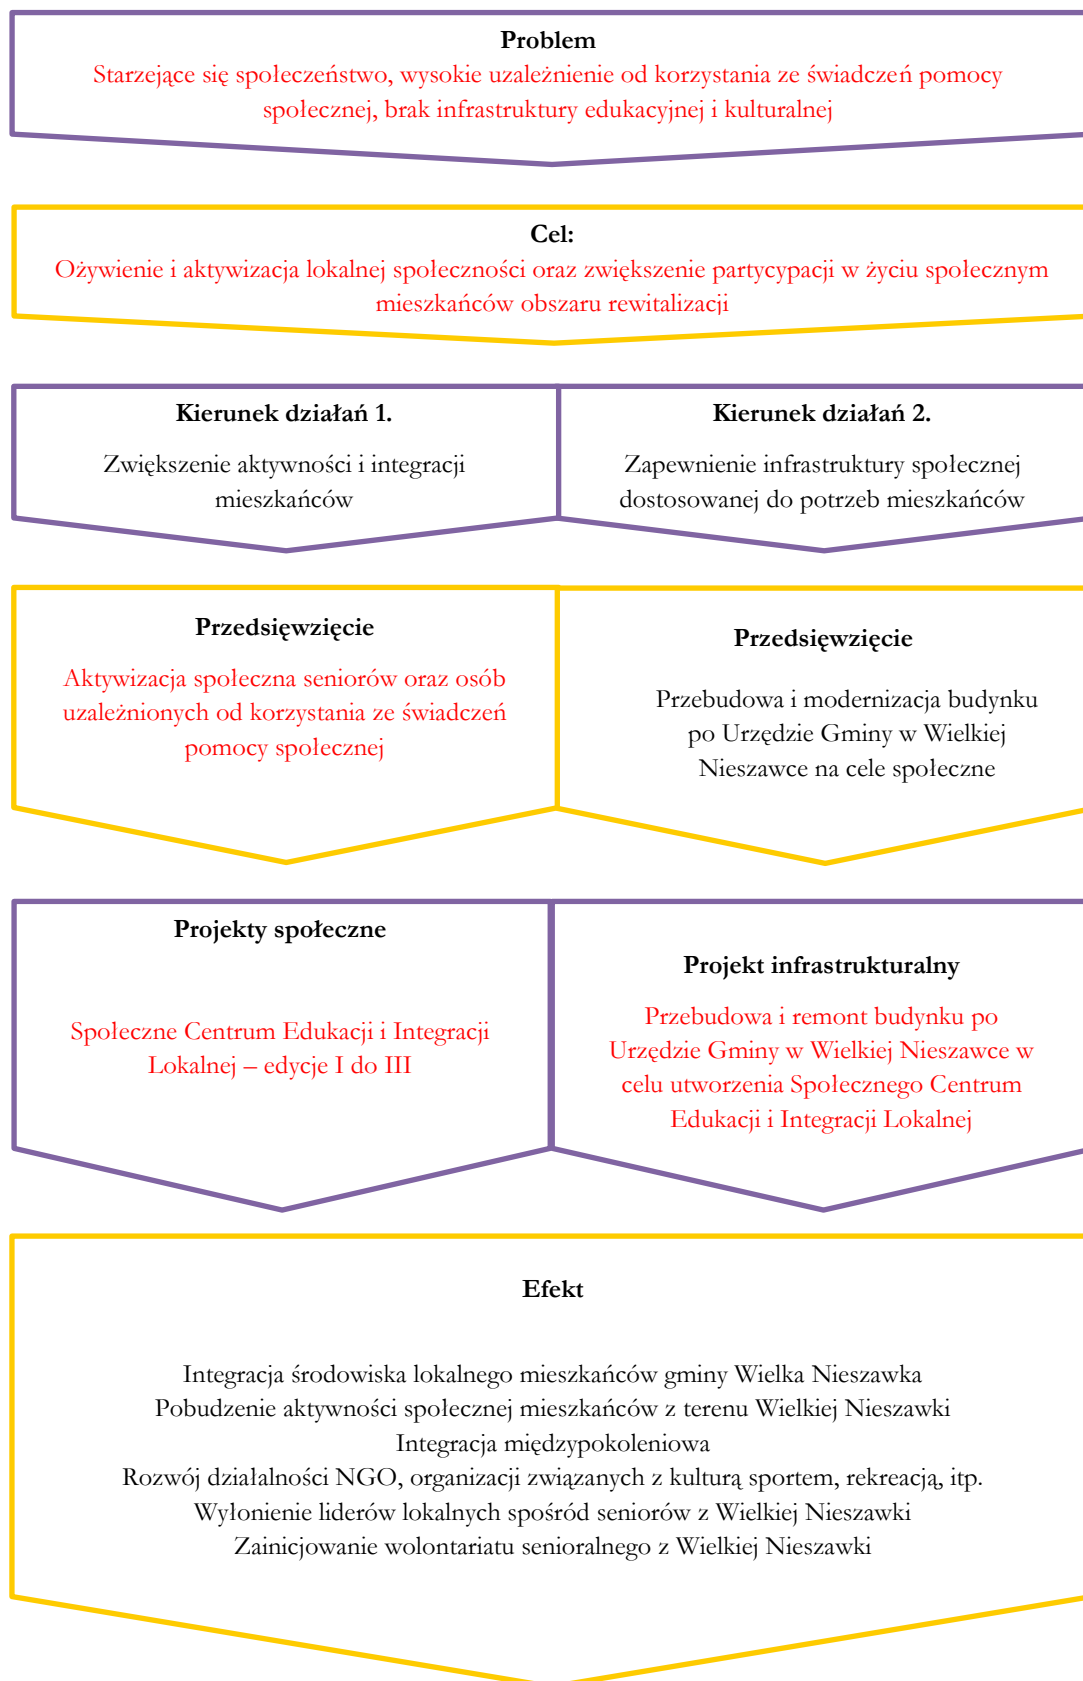 Problem
Starzejące się społeczeństwo, wysokie uzależnienie od korzystania ze świadczeń pomocy
społecznej, brak infrastruktury edukacyjnej i kulturalnej
Cel:
Ożywienie i aktywizacja lokalnej społeczności oraz zwiększenie partycypacji w życiu społecznym
mieszkańców obszaru rewitalizacji
Kierunek działań 1.
Zwiększenie aktywności i integracji
mieszkańców
Kierunek działań 2.
Zapewnienie infrastruktury społecznej
dostosowanej do potrzeb mieszkańców
Przedsięwzięcie
Aktywizacja społeczna seniorów oraz osób
uzależnionych od korzystania ze świadczeń
pomocy społecznej
Przedsięwzięcie
Przebudowa i modernizacja budynku
po Urzędzie Gminy w Wielkiej
Nieszawce na cele społeczne
Projekty społeczne
Społeczne Centrum Edukacji i Integracji
Lokalnej – edycje I do III
Projekt infrastrukturalny
Przebudowa i remont budynku po
Urzędzie Gminy w Wielkiej Nieszawce w
celu utworzenia Społecznego Centrum
Edukacji i Integracji Lokalnej
Efekt
Integracja środowiska lokalnego mieszkańców gminy Wielka Nieszawka
Pobudzenie aktywności społecznej mieszkańców z terenu Wielkiej Nieszawki
Integracja międzypokoleniowa
Rozwój działalności NGO, organizacji związanych z kulturą sportem, rekreacją, itp.
Wyłonienie liderów lokalnych spośród seniorów z Wielkiej Nieszawki
Zainicjowanie wolontariatu senioralnego z Wielkiej Nieszawki